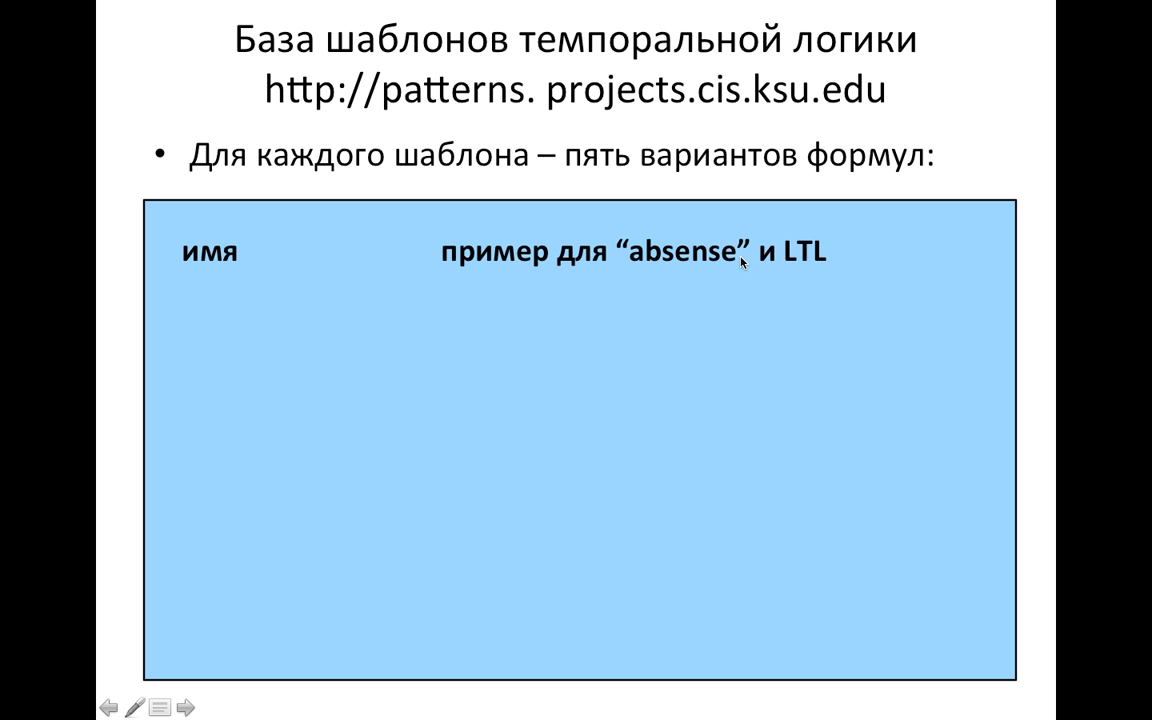 База шаблонов темпоральной логики
http://patterns. projects.cis.ksu.edu
• Для каждого шаблона – пять вариантов формул:
имя пример для “absense” и LTL